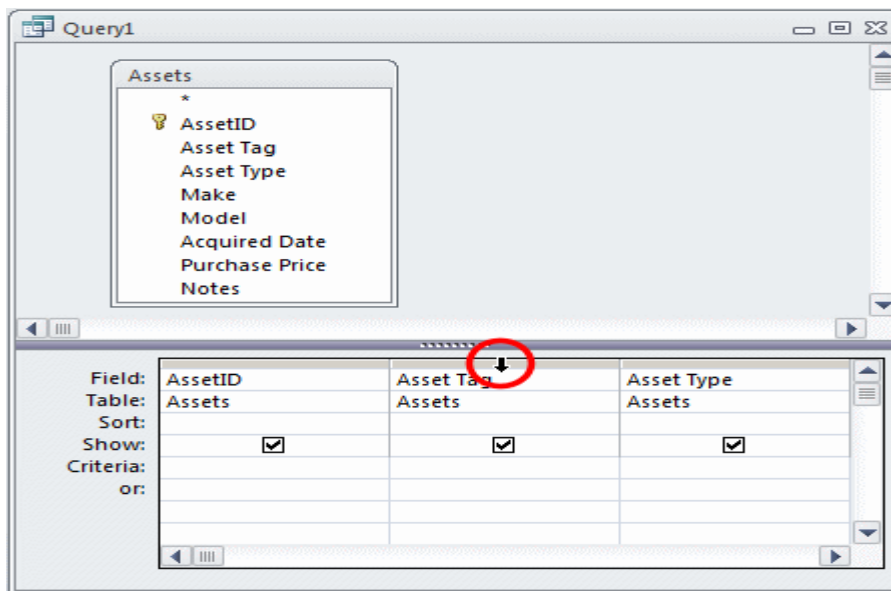 Query1
Assets
*
AssetID
Asset Tag
Asset Type
Make
Model
Acquired Date
Purchase Price
Notes
Field: AssetID Asset Tag Asset Type
Table: Assets Assets Assets
Sort:
Show:
Criteria:
or: